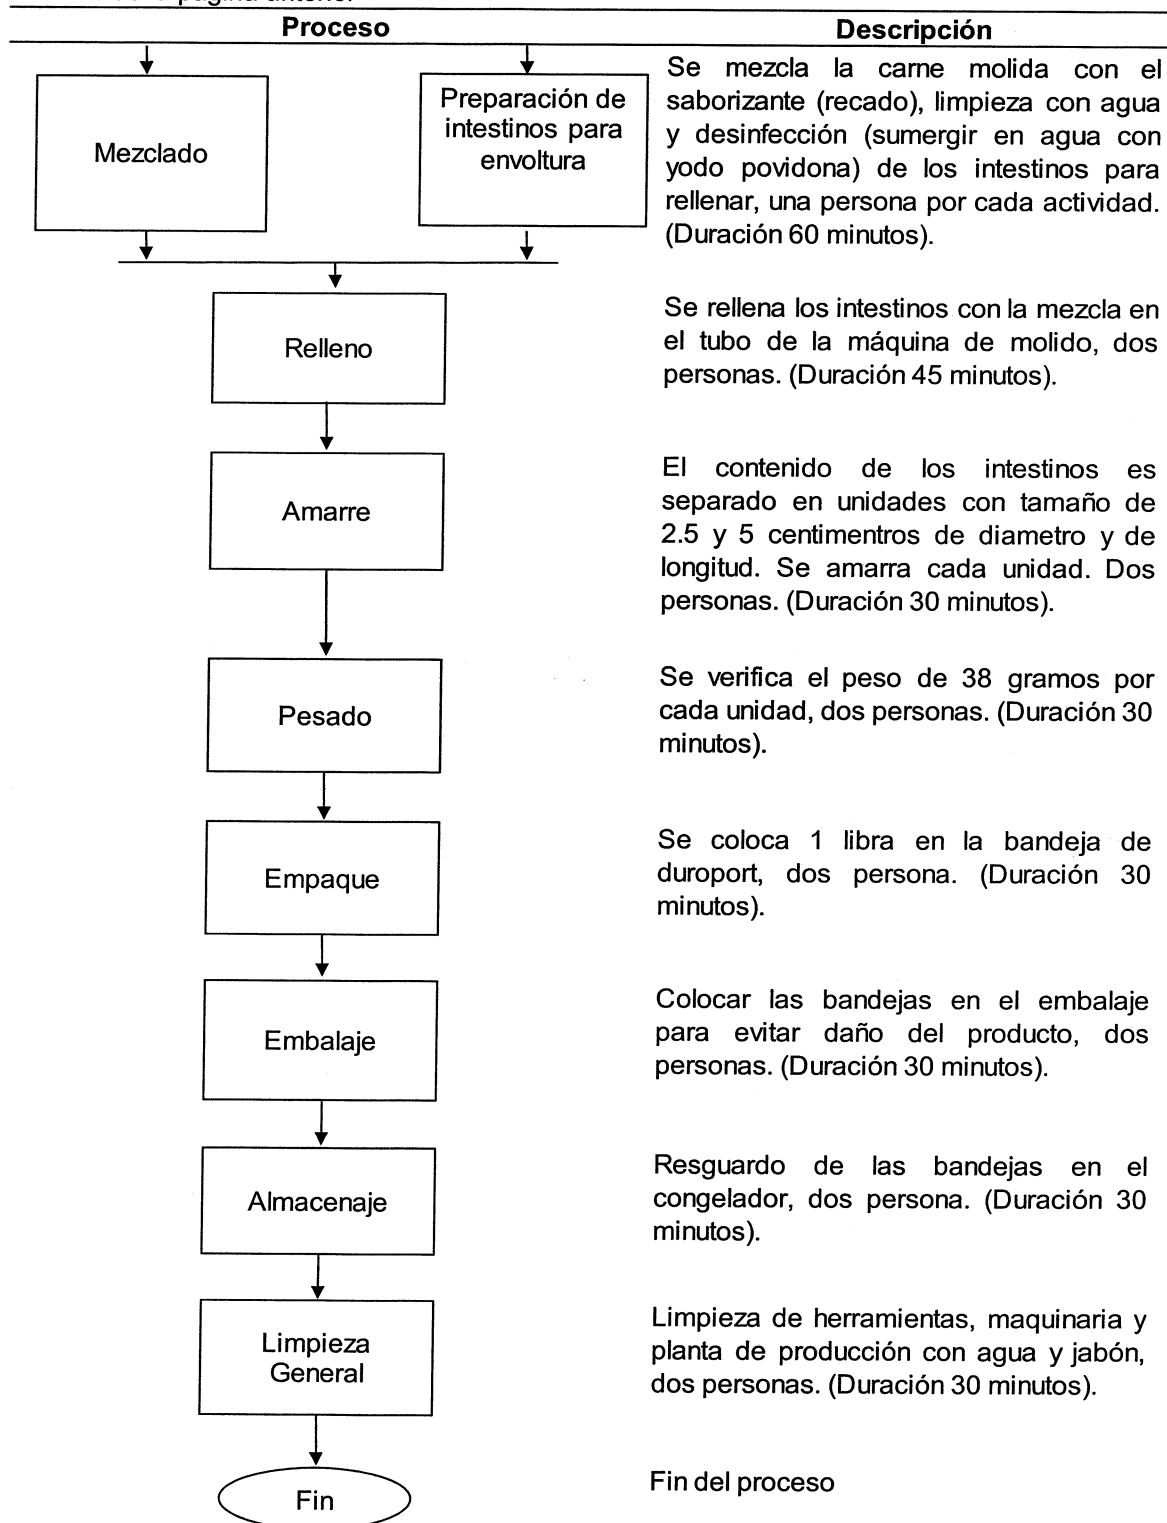 Proceso Descripción
Mezclado
Preparación de
intestinos para
envoltura
Se mezcla la carne molida con el
saborizante (recado), limpieza con agua
y desinfección (sumergir en agua con
yodo povidona) de los intestinos para
rellenar, una persona por cada actividad.
(Duración 60 minutos).
Relleno
Se rellena los intestinos con la mezcla en
el tubo de la máquina de molido, dos
personas. (Duración 45 minutos).
Amarre
El contenido de los intestinos es
separado en unidades con tamaño de
2.5 y 5 centimentros de diametro y de
longitud. Se amarra cada unidad. Dos
personas. (Duración 30 minutos).
Pesado
Se verifica el peso de 38 gramos por
cada unidad, dos personas. (Duración 30
minutos).
Empaque
Se coloca 1 libra en la bandeja de
duroport, dos persona. (Duración 30
minutos).
Embalaje
Colocar las bandejas en el embalaje
para evitar daño del producto, dos
personas. (Duración 30 minutos).
Almacenaje
Resguardo de las bandejas en el
congelador, dos persona. (Duración 30
minutos).
Limpieza
General
Limpieza de herramientas, maquinaria y
planta de producción con agua y jabón,
dos personas. (Duración 30 minutos).
Fin
Fin del proceso